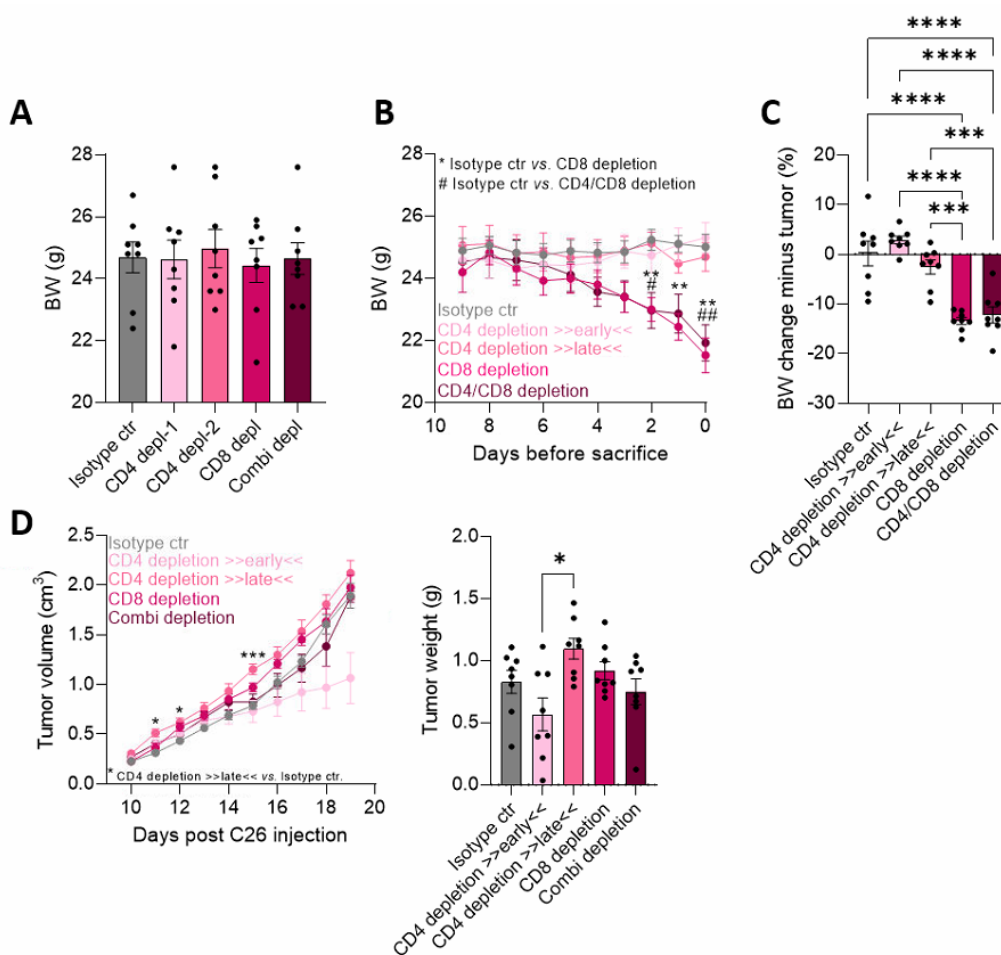 A
BW (g)
28
26
24
22
20
Isotype ctr
CD4 depl-1
CD4 depl-2
CD8 depl
Combi depl
B
BW (g)
28
26
24
22
20
* Isotype ctr vs. CD8 depletion
# Isotype ctr vs. CD4/CD8 depletion
**
#
**
**
##
Isotype ctr
CD4 depletion >>early<<
CD4 depletion >>late<<
CD8 depletion
CD4/CD8 depletion
10 8 6 4 2 0
Days before sacrifice
C
****
****
****
***
****
***
BW change minus tumor (%)
20
10
0
-10
-20
-30
Isotype ctr
CD4 depletion >>early<<
CD4 depletion >>late<<
CD8 depletion
CD4/CD8 depletion
D
Tumor volume (cm3)
2.5
2.0
1.5
1.0
0.5
0.0
Isotype ctr
CD4 depletion >>early<<
CD4 depletion >>late<<
CD8 depletion
Combi depletion
***
* *
* CD4 depletion >>late<< vs. Isotype ctr.
10 12 14 16 18 20
Days post C26 injection
Tumor weight (g)
2.0
1.5
1.0
0.5
0.0
*
Isotype ctr
CD4 depletion >>early<<
CD4 depletion >>late<<
CD8 depletion
Combi depletion